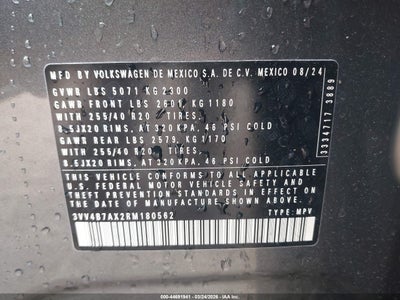 MFD BY VOLKSWAGEN DE MEXICO S.A. DE C.V. MEXICO 08/24
GVWR LBS 5071 KG 2300
GAWR FRONT LBS 2601 KG 1180
WITH 255/40 R20 TIRES.
8.5JX20 RIMS, AT 320 KPA, 46 PSI COLD
GAWR REAR LBS 2579, KG 1170
WITH 255/40 R20 TIRES.
8.5JX20 RIMS, AT 320 KPA, 46 PSI COLD
THIS VEHICLE CONFORMS TO ALL APPLICABLE
U.S. FEDERAL MOTOR VEHICLE SAFETY AND
THEFT PREVENTION STANDARDS IN EFFECT ON THE
DATE OF MANUFACTURE SHOWN ABOVE
3VV4B7AX2RM180562 TYPE: MPV
3334717 3889
000-44691941 - 03/24/2026 - IAA Vehicles